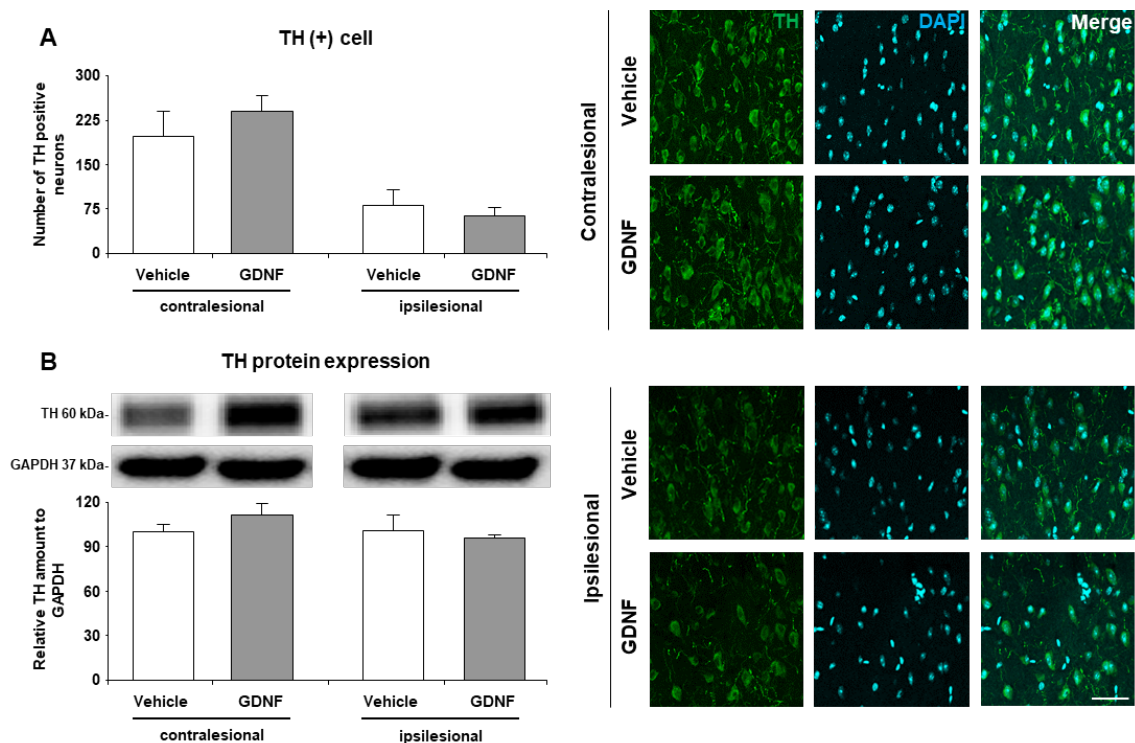 A
TH (+) cell
Number of TH positive
neurons
300
225
150
75
0
Vehicle
GDNF
Vehicle
GDNF
contralesional
ipsilesional
B
TH protein expression
TH 60 kDa-
GAPDH 37 kDa-
Relative TH amount to
GAPDH
120
90
60
30
0
Vehicle
GDNF
Vehicle
GDNF
contralesional
ipsilesional
TH
DAPI
Merge
Contralesional
Vehicle
GDNF
Ipsilesional
Vehicle
GDNF